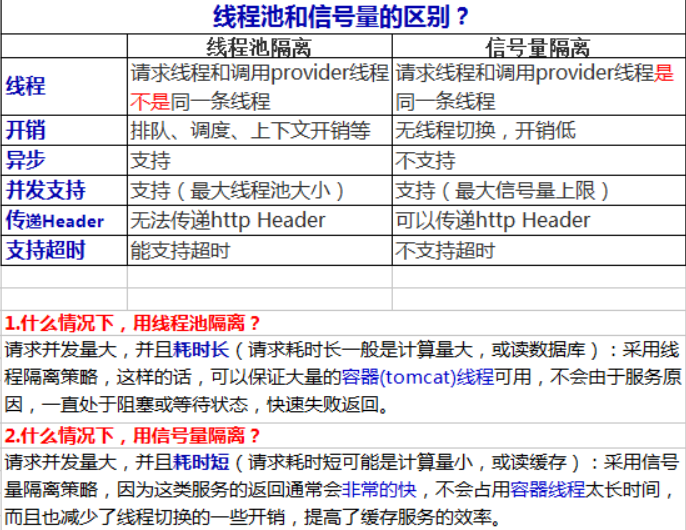 线程池和信号量的区别？
线程池隔离 信号量隔离
线程 请求线程和调用provider线程不是同一条线程 请求线程和调用provider线程是同一条线程
开销 排队、调度、上下文开销等 无线程切换，开销低
异步 支持 不支持
并发支持 支持（最大线程池大小） 支持（最大信号量上限）
传递Header 无法传递http Header 可以传递http Header
支持超时 能支持超时 不支持超时
1.什么情况下，用线程池隔离？
请求并发量大，并且耗时长（请求耗时长一般是计算量大，或读数据库）：采用线
程隔离策略，这样的话，可以保证大量的容器(tomcat)线程可用，不会由于服务原
因，一直处于阻塞或等待状态，快速失败返回。
2.什么情况下，用信号量隔离？
请求并发量大，并且耗时短（请求耗时短可能是计算量小，或读缓存）：采用信号
量隔离策略，因为这类服务的返回通常会非常的快，不会占用容器线程太长时间，
而且也减少了线程切换的一些开销，提高了缓存服务的效率。